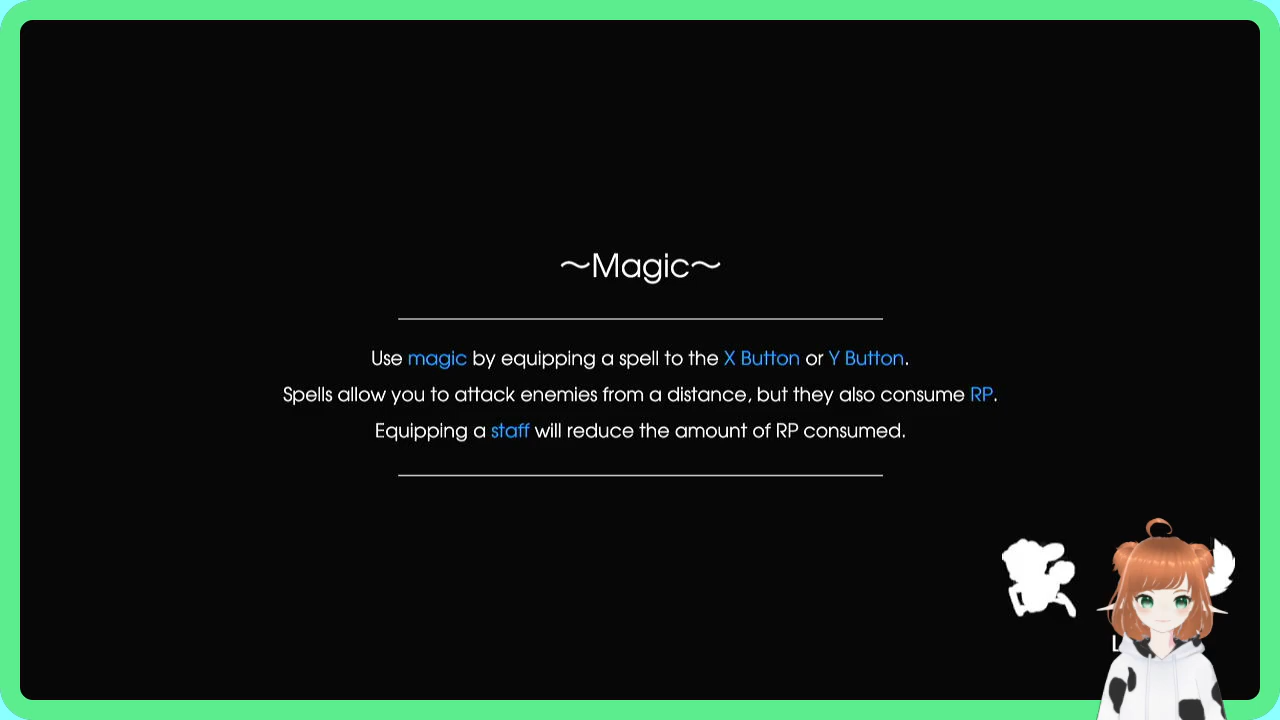 ～Magic～
Use magic by equipping a spell to the X Button or Y Button.
Spells allow you to attack enemies from a distance, but they also consume RP.
Equipping a staff will reduce the amount of RP consumed.